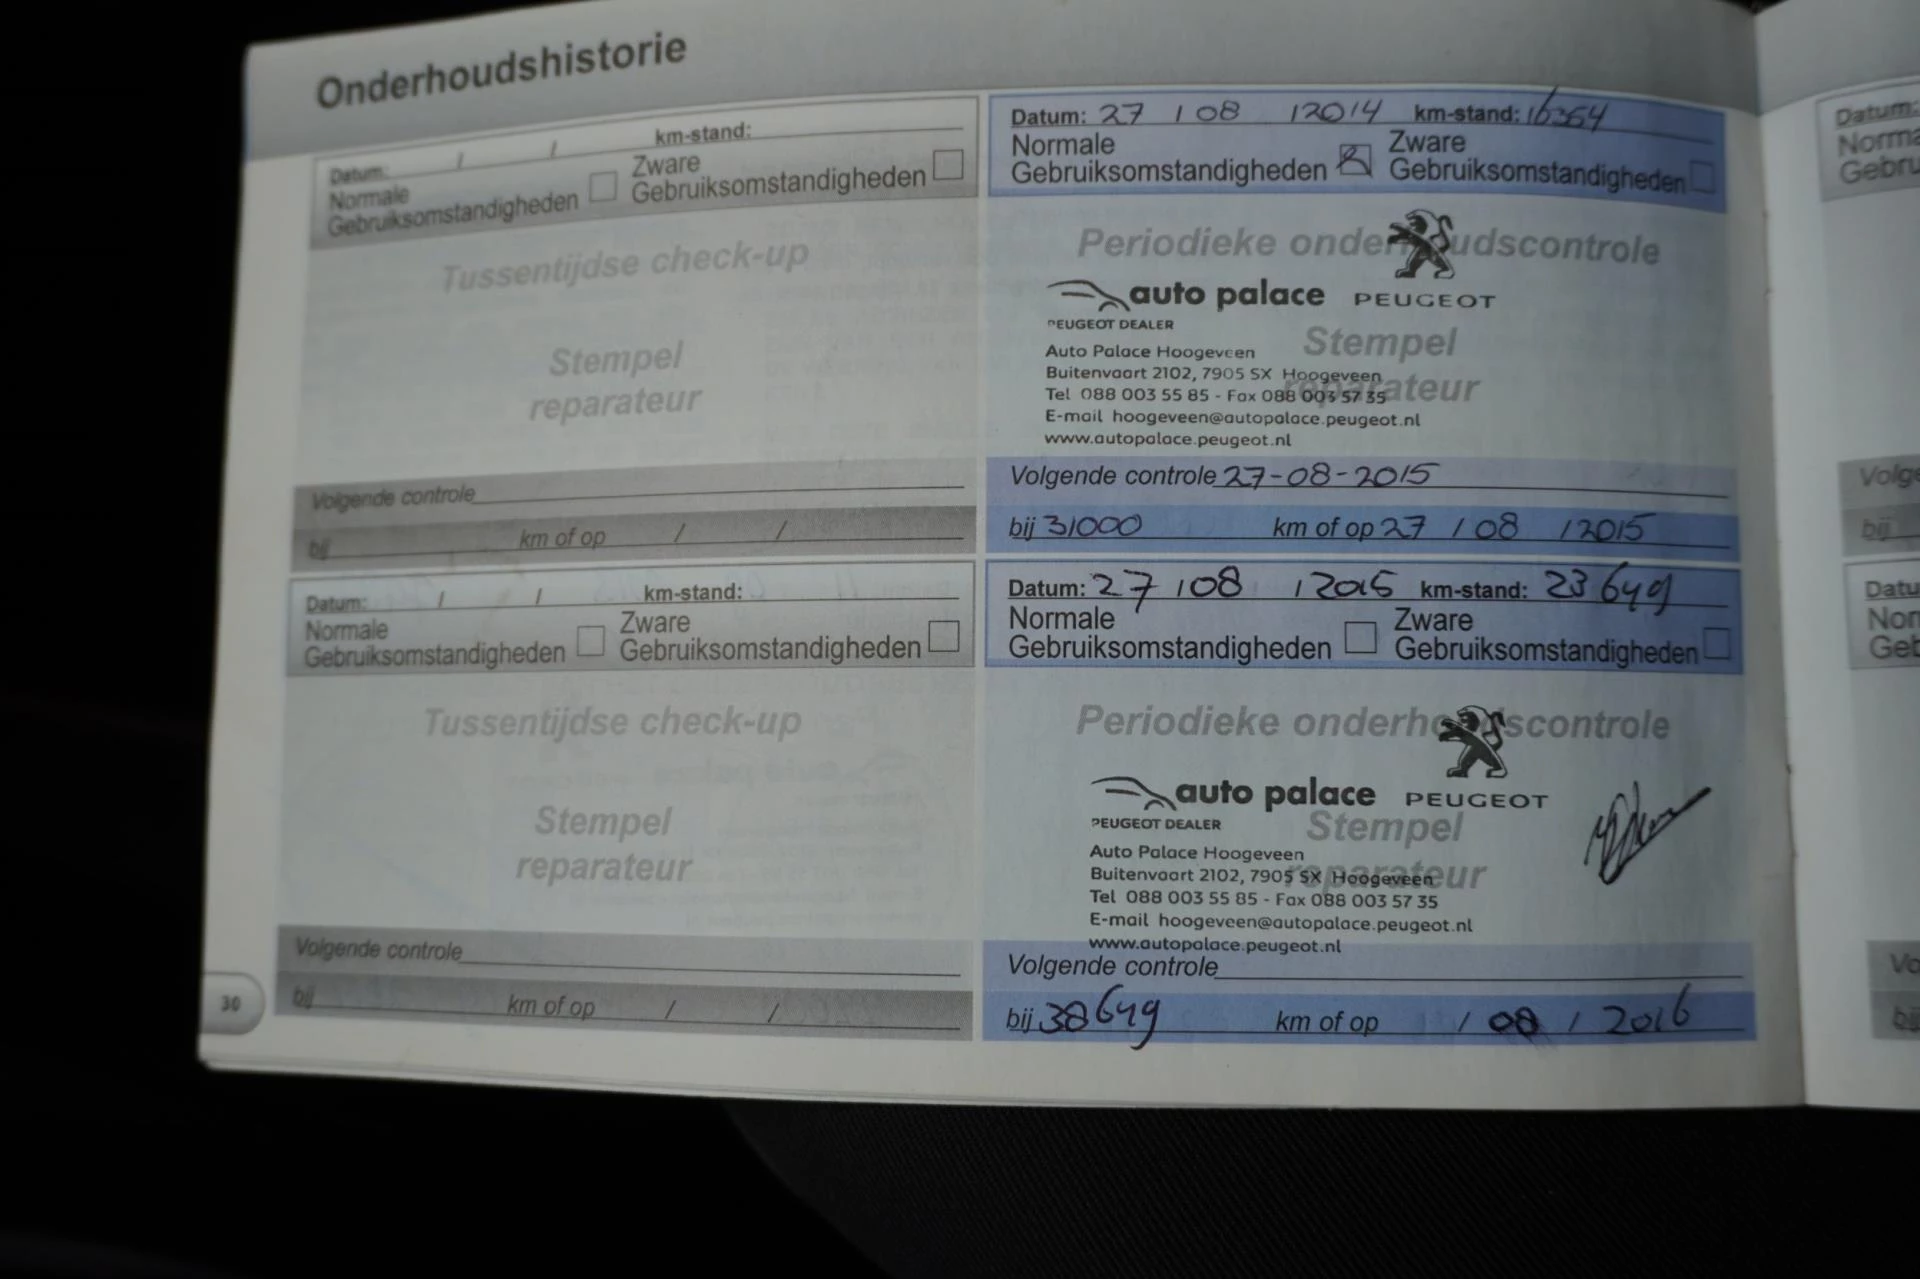 Onderhoudshistorie
Datum: / / km-stand:
Normale Gebruiksomstandigheden Zware Gebruiksomstandigheden
Tussentijdse check-up
Stempel
reparateur
Volgende controle
bij km of op / /
Datum: 27 / 08 / 2014 km-stand: 16364
Normale Gebruiksomstandigheden Zware Gebruiksomstandigheden
Periodieke onderhoudscontrole
auto palace PEUGEOT
PEUGEOT DEALER
Stempel
Auto Palace Hoogeveen
Buitenvaart 2102, 7905 SX Hoogeveen
reparateur
Tel 088 003 55 85 - Fax 088 003 57 35
E-mail hoogeveen@autopalace.peugeot.nl
www.autopalace.peugeot.nl
Volgende controle 27-08-2015
bij 31000 km of op 27 / 08 / 2015
Datum: / / km-stand:
Normale Gebruiksomstandigheden Zware Gebruiksomstandigheden
Tussentijdse check-up
Stempel
reparateur
Volgende controle
bij km of op / /
Datum: 27 / 08 / 2015 km-stand: 23649
Normale Gebruiksomstandigheden Zware Gebruiksomstandigheden
Periodieke onderhoudscontrole
auto palace PEUGEOT
PEUGEOT DEALER
Stempel
Auto Palace Hoogeveen
Buitenvaart 2102, 7905 SX Hoogeveen
reparateur
Tel 088 003 55 85 - Fax 088 003 57 35
E-mail hoogeveen@autopalace.peugeot.nl
www.autopalace.peugeot.nl
Volgende controle
bij 38649 km of op / 08 / 2016
30
Datum:
bij